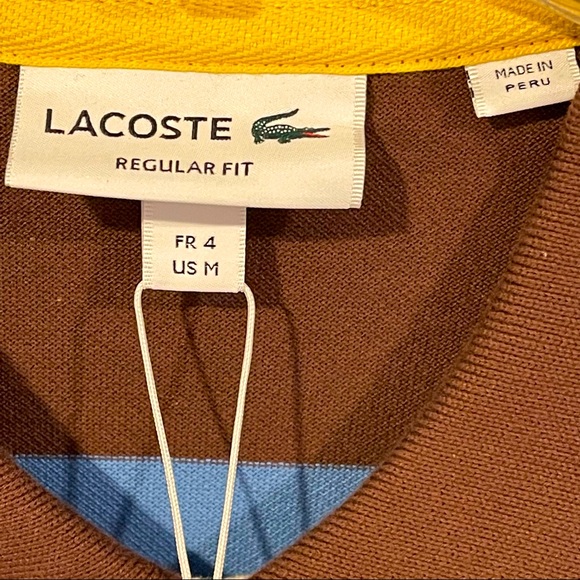 LACOSTE
REGULAR FIT
FR 4
US M
MADE IN
PERU